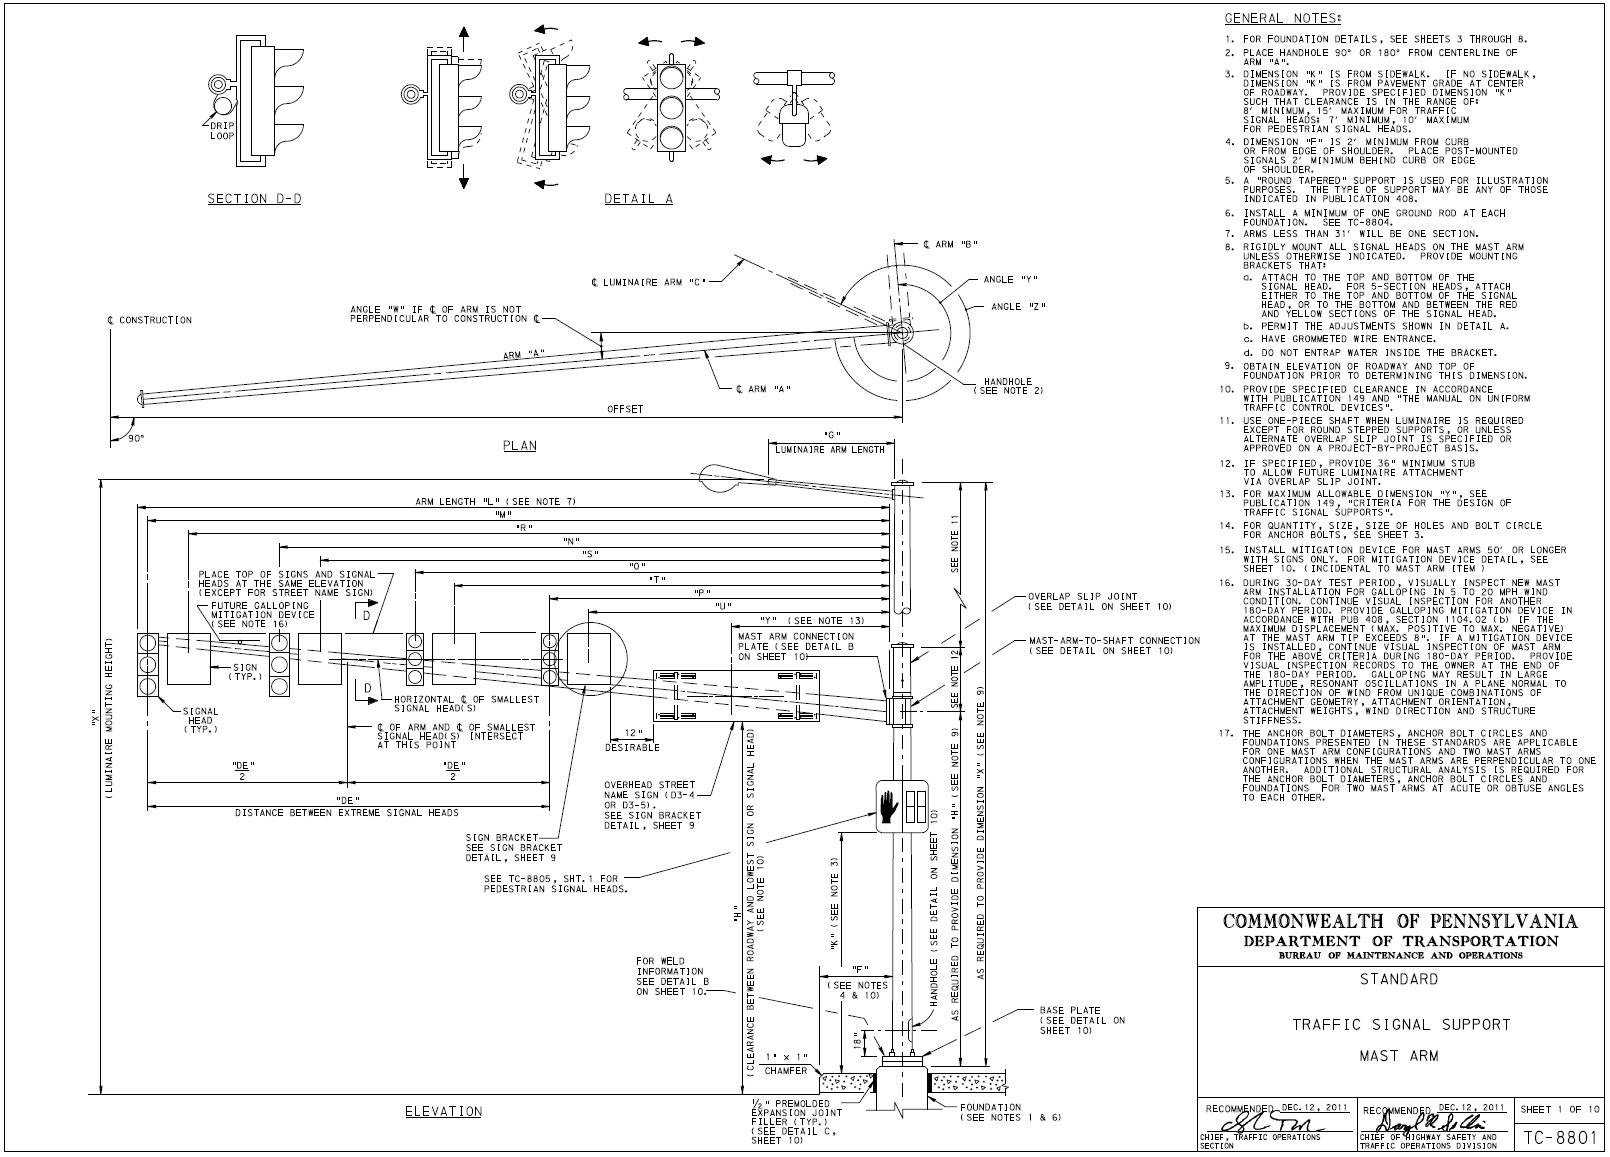 DRIP
LOOP
SECTION D-D
DETAIL A
℄ ARM "B"
ANGLE "Y"
℄ LUMINAIRE ARM "C"
ANGLE "Z"
℄ CONSTRUCTION
ANGLE "W" IF ℄ OF ARM IS NOT
PERPENDICULAR TO CONSTRUCTION ℄
ARM "A"
℄ ARM "A"
HANDHOLE
(SEE NOTE 2)
OFFSET
90°
PLAN
"G"
LUMINAIRE ARM LENGTH
ARM LENGTH "L" (SEE NOTE 7)
"M"
"R"
"N"
"S"
"O"
"T"
"P"
"U"
"Y" (SEE NOTE 13)
SEE NOTE 11
PLACE TOP OF SIGNS AND SIGNAL
HEADS AT THE SAME ELEVATION
(EXCEPT FOR STREET NAME SIGN)
FUTURE GALLOPING
MITIGATION DEVICE
(SEE NOTE 16)
D
D
MAST ARM CONNECTION
PLATE (SEE DETAIL B
ON SHEET 10)
OVERLAP SLIP JOINT
(SEE DETAIL ON SHEET 10)
MAST-ARM-TO-SHAFT CONNECTION
(SEE DETAIL ON SHEET 10)
SEE NOTE 12
SIGN
(TYP.)
SIGNAL
HEAD
(TYP.)
HORIZONTAL ℄ OF SMALLEST
SIGNAL HEAD(S)
℄ OF ARM AND ℄ OF SMALLEST
SIGNAL HEAD(S) INTERSECT
AT THIS POINT
12"
DESIRABLE
"X"
(LUMINAIRE MOUNTING HEIGHT)
"DE"
2
"DE"
2
"DE"
DISTANCE BETWEEN EXTREME SIGNAL HEADS
OVERHEAD STREET
NAME SIGN (D3-4
OR D3-5).
SEE SIGN BRACKET
DETAIL, SHEET 9
SIGN BRACKET
SEE SIGN BRACKET
DETAIL, SHEET 9
SEE TC-8805, SHT.1 FOR
PEDESTRIAN SIGNAL HEADS.
"H"
(CLEARANCE BETWEEN ROADWAY AND LOWEST SIGN OR SIGNAL HEAD)
(SEE NOTE 10)
"K" (SEE NOTE 3)
HANDHOLE (SEE DETAIL ON SHEET 10)
AS REQUIRED TO PROVIDE DIMENSION "H" (SEE NOTE 9)
AS REQUIRED TO PROVIDE DIMENSION "X" (SEE NOTE 9)
FOR WELD
INFORMATION
SEE DETAIL B
ON SHEET 10.
"F"
(SEE NOTES
4 & 10)
18"
BASE PLATE
(SEE DETAIL ON
SHEET 10)
1" x 1"
CHAMFER
½" PREMOLDED
EXPANSION JOINT
FILLER (TYP.)
(SEE DETAIL C,
SHEET 10)
FOUNDATION
(SEE NOTES 1 & 6)
ELEVATION
GENERAL NOTES:
1. FOR FOUNDATION DETAILS, SEE SHEETS 3 THROUGH 8.
2. PLACE HANDHOLE 90° OR 180° FROM CENTERLINE OF
ARM "A".
3. DIMENSION "K" IS FROM SIDEWALK. IF NO SIDEWALK,
DIMENSION "K" IS FROM PAVEMENT GRADE AT CENTER
OF ROADWAY. PROVIDE SPECIFIED DIMENSION "K"
SUCH THAT CLEARANCE IS IN THE RANGE OF:
8' MINIMUM, 15' MAXIMUM FOR TRAFFIC
SIGNAL HEADS; 7' MINIMUM, 10' MAXIMUM
FOR PEDESTRIAN SIGNAL HEADS.
4. DIMENSION "F" IS 2' MINIMUM FROM CURB
OR FROM EDGE OF SHOULDER. PLACE POST-MOUNTED
SIGNALS 2' MINIMUM BEHIND CURB OR EDGE
OF SHOULDER.
5. A "ROUND TAPERED" SUPPORT IS USED FOR ILLUSTRATION
PURPOSES. THE TYPE OF SUPPORT MAY BE ANY OF THOSE
INDICATED IN PUBLICATION 408.
6. INSTALL A MINIMUM OF ONE GROUND ROD AT EACH
FOUNDATION. SEE TC-8804.
7. ARMS LESS THAN 31' WILL BE ONE SECTION.
8. RIGIDLY MOUNT ALL SIGNAL HEADS ON THE MAST ARM
UNLESS OTHERWISE INDICATED. PROVIDE MOUNTING
BRACKETS THAT:
a. ATTACH TO THE TOP AND BOTTOM OF THE
SIGNAL HEAD. FOR 5-SECTION HEADS, ATTACH
EITHER TO THE TOP AND BOTTOM OF THE SIGNAL
HEAD, OR TO THE BOTTOM AND BETWEEN THE RED
AND YELLOW SECTIONS OF THE SIGNAL HEAD.
b. PERMIT THE ADJUSTMENTS SHOWN IN DETAIL A.
c. HAVE GROMMETED WIRE ENTRANCE.
d. DO NOT ENTRAP WATER INSIDE THE BRACKET.
9. OBTAIN ELEVATION OF ROADWAY AND TOP OF
FOUNDATION PRIOR TO DETERMINING THIS DIMENSION.
10. PROVIDE SPECIFIED CLEARANCE IN ACCORDANCE
WITH PUBLICATION 149 AND "THE MANUAL ON UNIFORM
TRAFFIC CONTROL DEVICES".
11. USE ONE-PIECE SHAFT WHEN LUMINAIRE IS REQUIRED
EXCEPT FOR ROUND STEPPED SUPPORTS, OR UNLESS
ALTERNATE OVERLAP SLIP JOINT IS SPECIFIED OR
APPROVED ON A PROJECT-BY-PROJECT BASIS.
12. IF SPECIFIED, PROVIDE 36" MINIMUM STUB
TO ALLOW FUTURE LUMINAIRE ATTACHMENT
VIA OVERLAP SLIP JOINT.
13. FOR MAXIMUM ALLOWABLE DIMENSION "Y", SEE
PUBLICATION 149, "CRITERIA FOR THE DESIGN OF
TRAFFIC SIGNAL SUPPORTS".
14. FOR QUANTITY, SIZE, SIZE OF HOLES AND BOLT CIRCLE
FOR ANCHOR BOLTS, SEE SHEET 3.
15. INSTALL MITIGATION DEVICE FOR MAST ARMS 50' OR LONGER
WITH SIGNS ONLY. FOR MITIGATION DEVICE DETAIL, SEE
SHEET 10. (INCIDENTAL TO MAST ARM ITEM )
16. DURING 30-DAY TEST PERIOD, VISUALLY INSPECT NEW MAST
ARM INSTALLATION FOR GALLOPING IN 5 TO 20 MPH WIND
CONDITION. CONTINUE VISUAL INSPECTION FOR ANOTHER
180-DAY PERIOD. PROVIDE GALLOPING MITIGATION DEVICE IN
ACCORDANCE WITH PUB 408, SECTION 1104.02 (b) IF THE
MAXIMUM DISPLACEMENT (MAX. POSITIVE TO MAX. NEGATIVE)
AT THE MAST ARM TIP EXCEEDS 8". IF A MITIGATION DEVICE
IS INSTALLED, CONTINUE VISUAL INSPECTION OF MAST ARM
FOR THE ABOVE CRITERIA DURING 180-DAY PERIOD. PROVIDE
VISUAL INSPECTION RECORDS TO THE OWNER AT THE END OF
THE 180-DAY PERIOD. GALLOPING MAY RESULT IN LARGE
AMPLITUDE, RESONANT OSCILLATIONS IN A PLANE NORMAL TO
THE DIRECTION OF WIND FROM UNIQUE COMBINATIONS OF
ATTACHMENT GEOMETRY, ATTACHMENT ORIENTATION,
ATTACHMENT WEIGHTS, WIND DIRECTION AND STRUCTURE
STIFFNESS.
17. THE ANCHOR BOLT DIAMETERS, ANCHOR BOLT CIRCLES AND
FOUNDATIONS PRESENTED IN THESE STANDARDS ARE APPLICABLE
FOR ONE MAST ARM CONFIGURATIONS AND TWO MAST ARMS
CONFIGURATIONS WHEN THE MAST ARMS ARE PERPENDICULAR TO ONE
ANOTHER. ADDITIONAL STRUCTURAL ANALYSIS IS REQUIRED FOR
THE ANCHOR BOLT DIAMETERS, ANCHOR BOLT CIRCLES AND
FOUNDATIONS FOR TWO MAST ARMS AT ACUTE OR OBTUSE ANGLES
TO EACH OTHER.
COMMONWEALTH OF PENNSYLVANIA
DEPARTMENT OF TRANSPORTATION
BUREAU OF MAINTENANCE AND OPERATIONS
STANDARD
TRAFFIC SIGNAL SUPPORT
MAST ARM
RECOMMENDED DEC.12, 2011
CHIEF, TRAFFIC OPERATIONS
SECTION
RECOMMENDED DEC.12, 2011
CHIEF OF HIGHWAY SAFETY AND
TRAFFIC OPERATIONS DIVISION
SHEET 1 OF 10
TC-8801